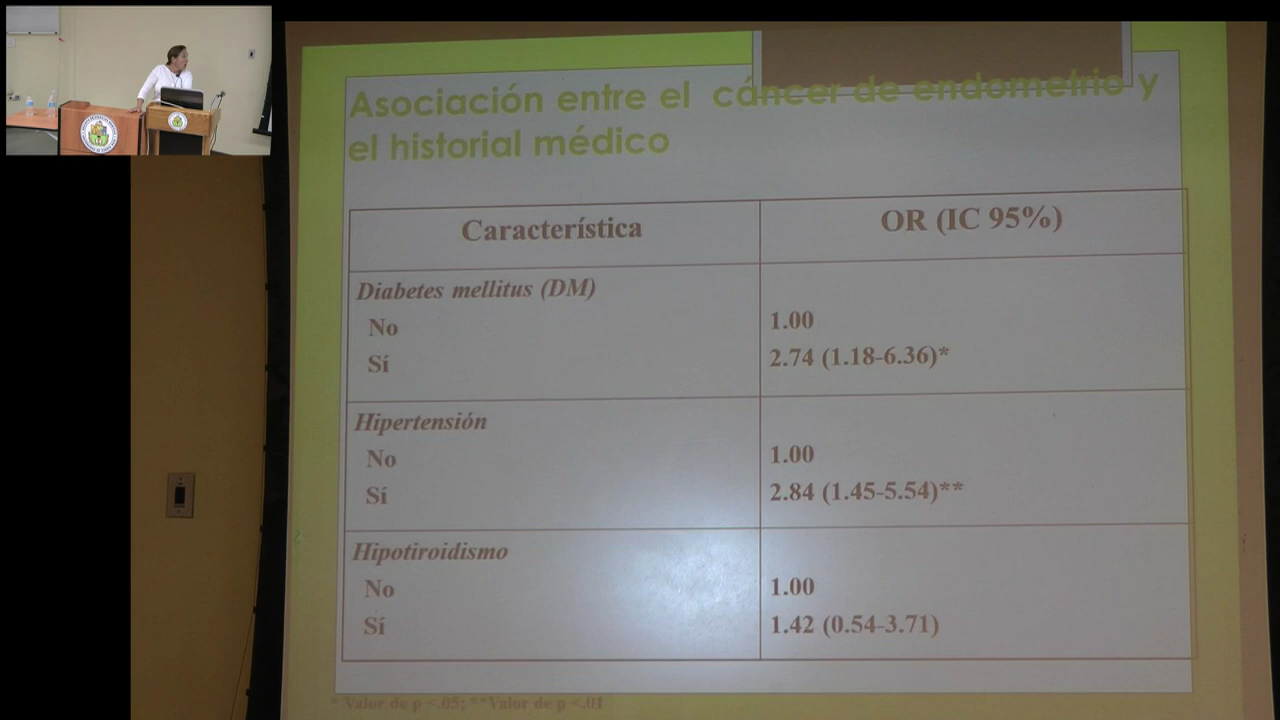 Asociación entre el cáncer de endometrio y
el historial médico
Característica
OR (IC 95%)
Diabetes mellitus (DM)
No
1.00
Sí
2.74 (1.18-6.36)*
Hipertensión
No
1.00
Sí
2.84 (1.45-5.54)**
Hipotiroidismo
No
1.00
Sí
1.42 (0.54-3.71)
* Valor de p <.05; **Valor de p <.01